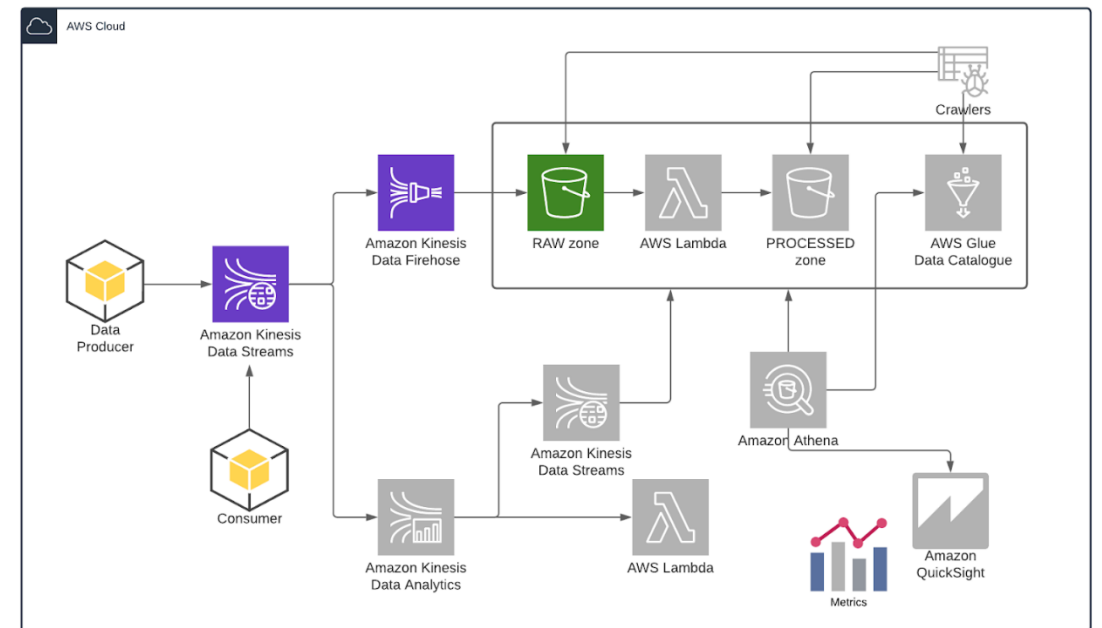 AWS Cloud
Crawlers
Amazon Kinesis
Data Firehose
RAW zone
AWS Lambda
PROCESSED
zone
AWS Glue
Data Catalogue
Data
Producer
Amazon Kinesis
Data Streams
Consumer
Amazon Kinesis
Data Streams
Amazon Athena
Amazon Kinesis
Data Analytics
AWS Lambda
Amazon
QuickSight
Metrics